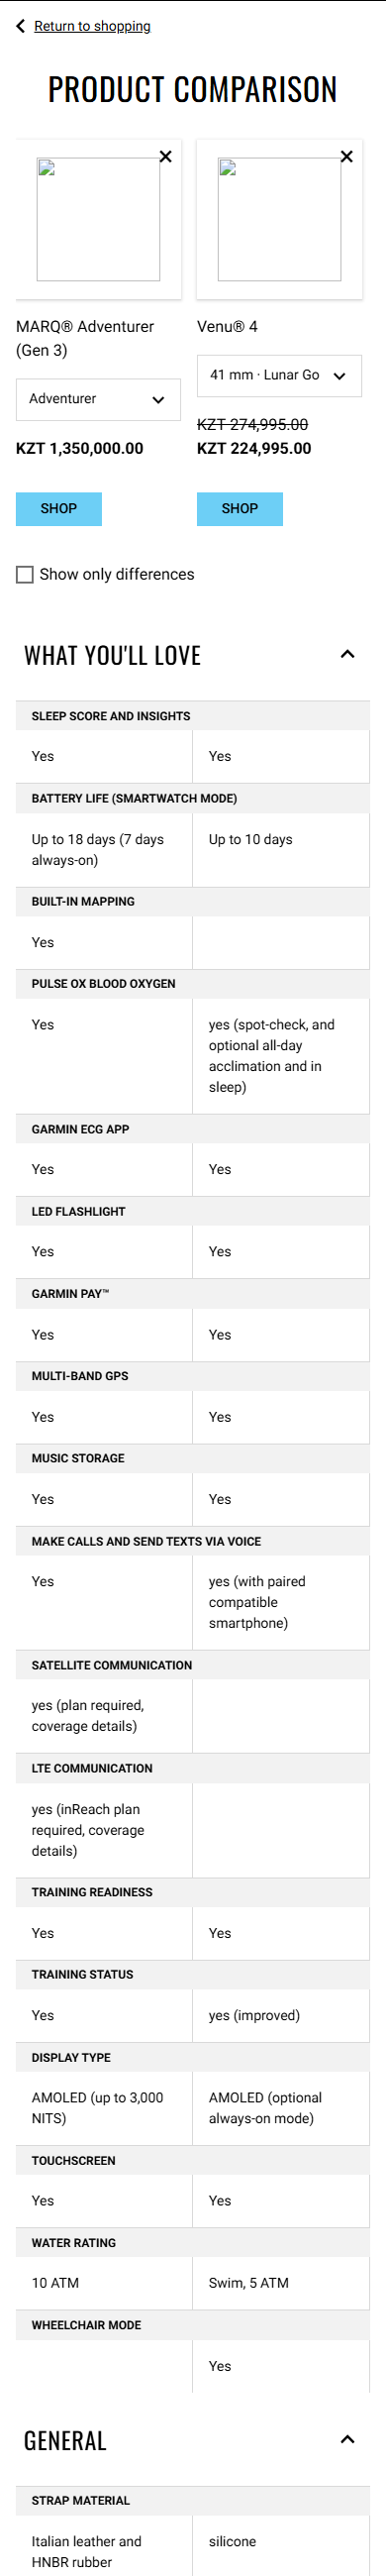 Return to shopping
PRODUCT COMPARISON
MARQ® Adventurer
(Gen 3)
Adventurer
KZT 1,350,000.00
SHOP
Venu® 4
41 mm · Lunar Go
KZT 274,995.00
KZT 224,995.00
SHOP
Show only differences
WHAT YOU'LL LOVE
SLEEP SCORE AND INSIGHTS
Yes
Yes
BATTERY LIFE (SMARTWATCH MODE)
Up to 18 days (7 days
always-on)
Up to 10 days
BUILT-IN MAPPING
Yes
PULSE OX BLOOD OXYGEN
Yes
yes (spot-check, and
optional all-day
acclimation and in
sleep)
GARMIN ECG APP
Yes
Yes
LED FLASHLIGHT
Yes
Yes
GARMIN PAY™
Yes
Yes
MULTI-BAND GPS
Yes
Yes
MUSIC STORAGE
Yes
Yes
MAKE CALLS AND SEND TEXTS VIA VOICE
Yes
yes (with paired
compatible
smartphone)
SATELLITE COMMUNICATION
yes (plan required,
coverage details)
LTE COMMUNICATION
yes (inReach plan
required, coverage
details)
TRAINING READINESS
Yes
Yes
TRAINING STATUS
Yes
yes (improved)
DISPLAY TYPE
AMOLED (up to 3,000
NITS)
AMOLED (optional
always-on mode)
TOUCHSCREEN
Yes
Yes
WATER RATING
10 ATM
Swim, 5 ATM
WHEELCHAIR MODE
Yes
GENERAL
STRAP MATERIAL
Italian leather and
HNBR rubber
silicone